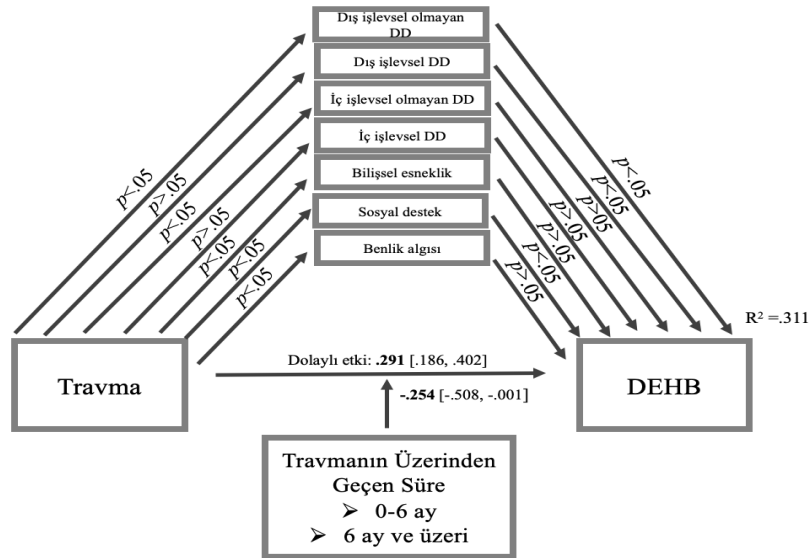 Dış işlevsel olmayan
DD
Dış işlevsel DD
İç işlevsel olmayan DD
İç işlevsel DD
Bilişsel esneklik
Sosyal destek
Benlik algısı
p<.05
p>.05
p<.05
p>.05
p<.05
p<.05
p<.05
p<.05
p>05
p<.05
p>.05
p>.05
p<.05
p>.05
R² =.311
Travma
Dolaylı etki: .291 [.186, .402]
-.254 [-.508, -.001]
DEHB
Travmanın Üzerinden
Geçen Süre
➢ 0-6 ay
➢ 6 ay ve üzeri